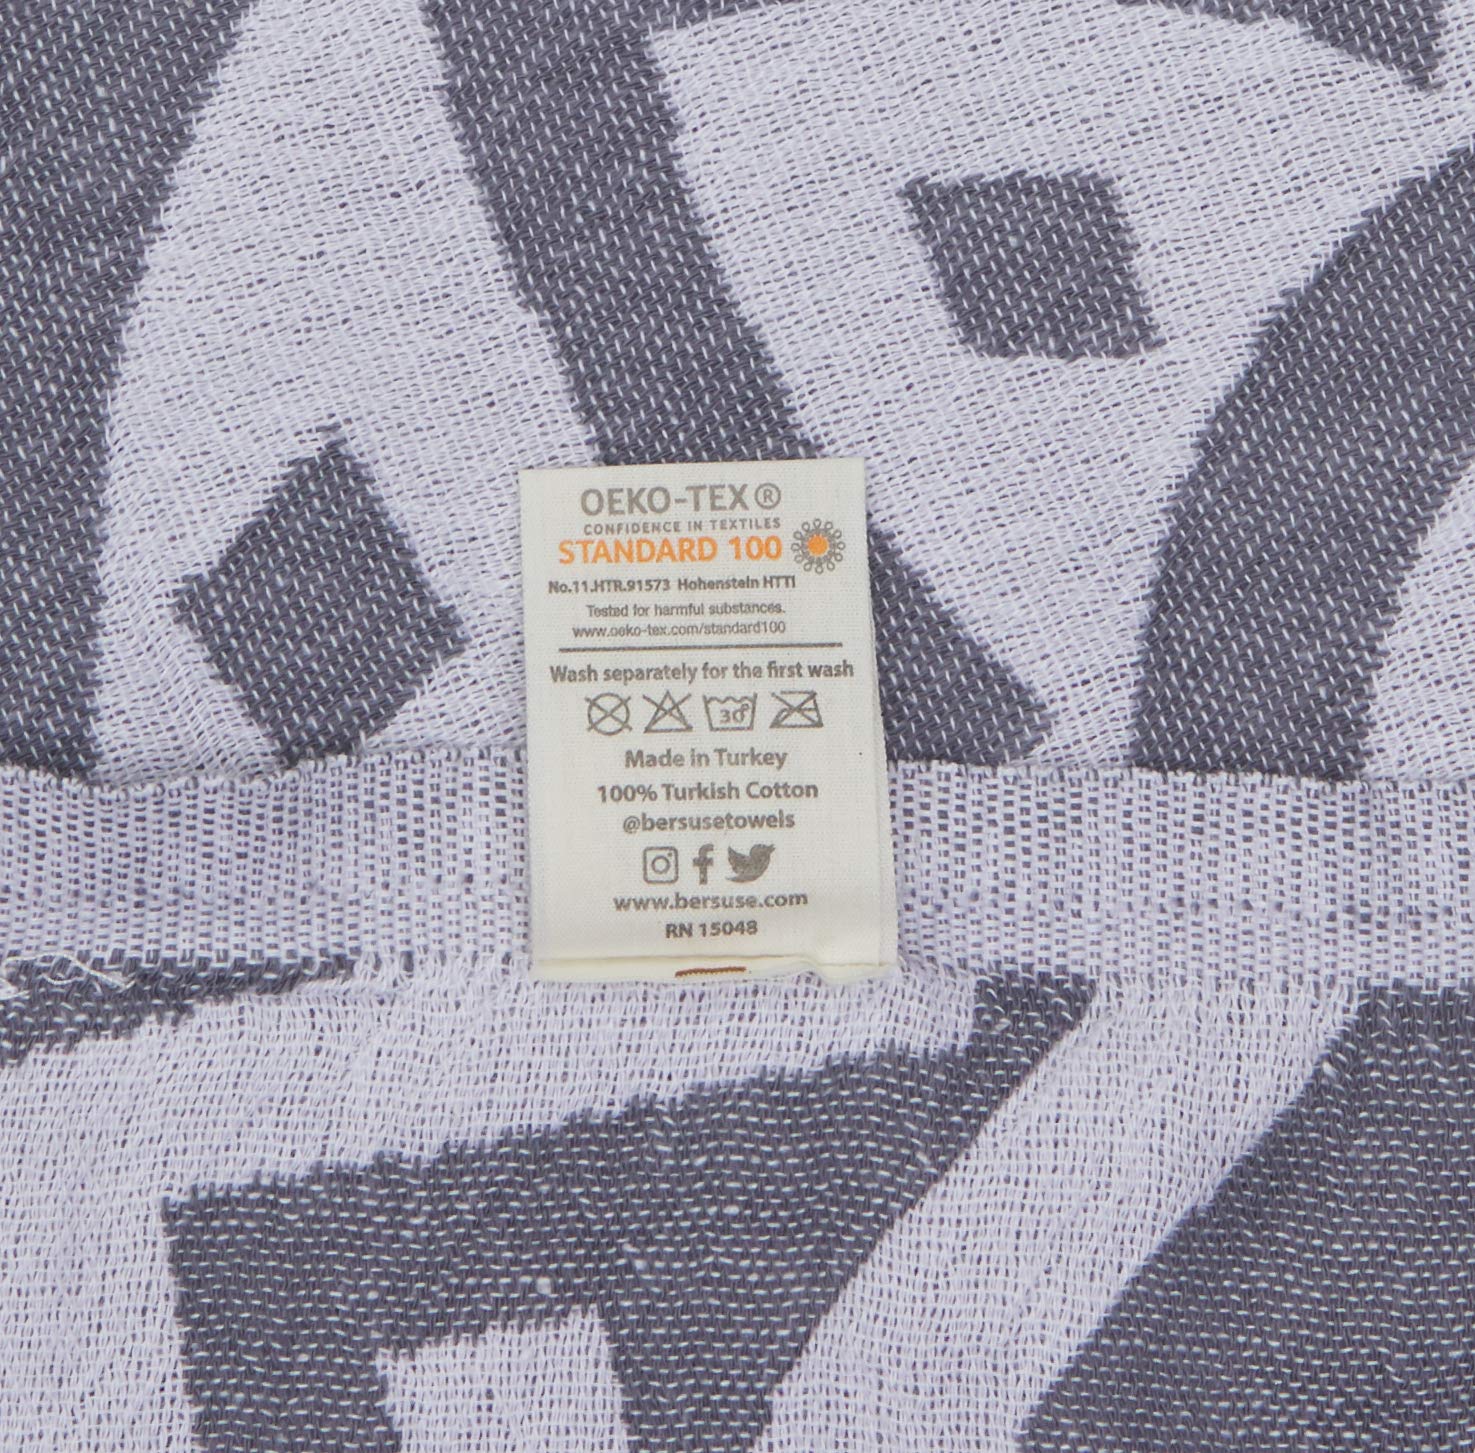 OEKO-TEX®
CONFIDENCE IN TEXTILES
STANDARD 100
No.11.HTR.91573 Hohenstein HTTI
Tested for harmful substances.
www.oeko-tex.com/standard100
Wash separately for the first wash
30°
Made in Turkey
100% Turkish Cotton
@bersusetowels
www.bersuse.com
RN 15048